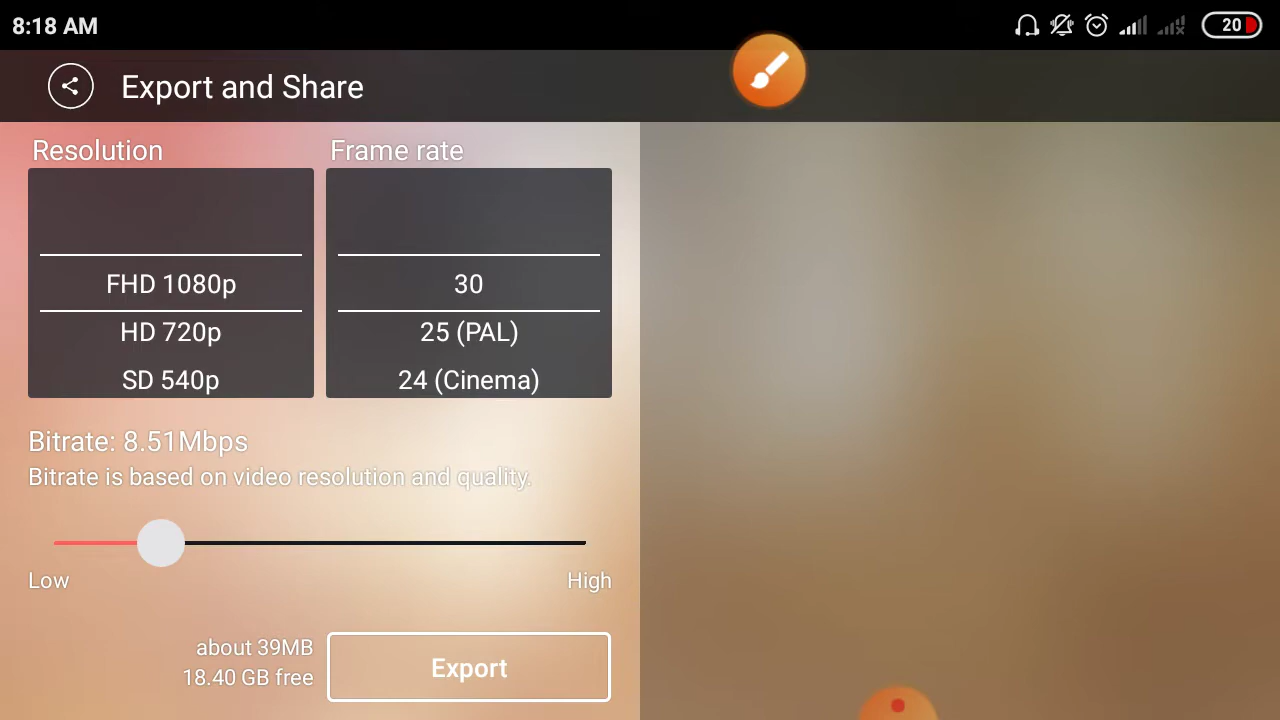 8:18 AM
20
Export and Share
Resolution
Frame rate
FHD 1080p
HD 720p
SD 540p
30
25 (PAL)
24 (Cinema)
Bitrate: 8.51Mbps
Bitrate is based on video resolution and quality.
Low
High
about 39MB
18.40 GB free
Export